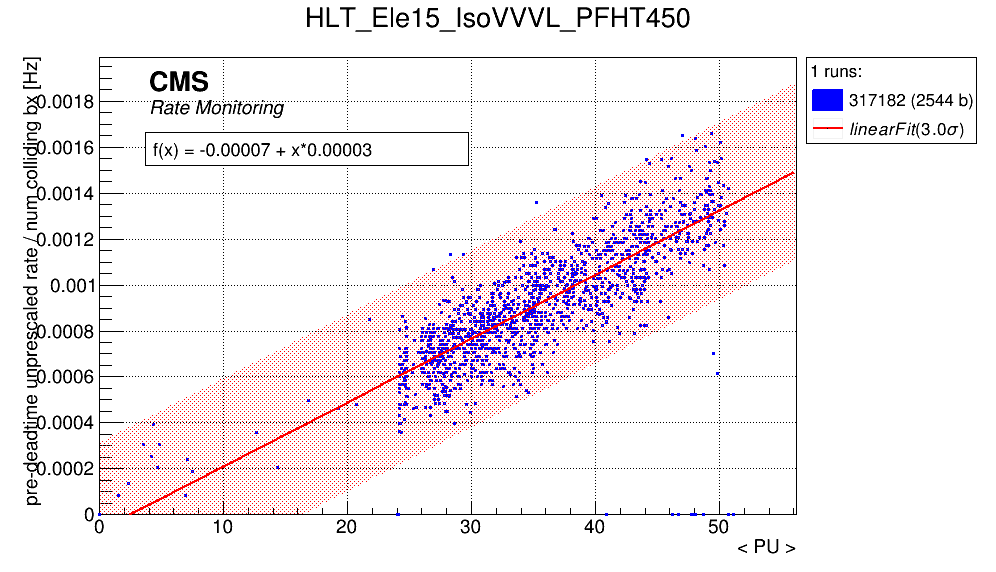 HLT_Ele15_IsoVVVL_PFHT450
pre-deadtime unprescaled rate / num colliding bx [Hz]
CMS
Rate Monitoring
f(x) = -0.00007 + x*0.00003
0.0018
0.0016
0.0014
0.0012
0.001
0.0008
0.0006
0.0004
0.0002
0
0 10 20 30 40 50
< PU >
1 runs:
317182 (2544 b)
linearFit(3.0σ)